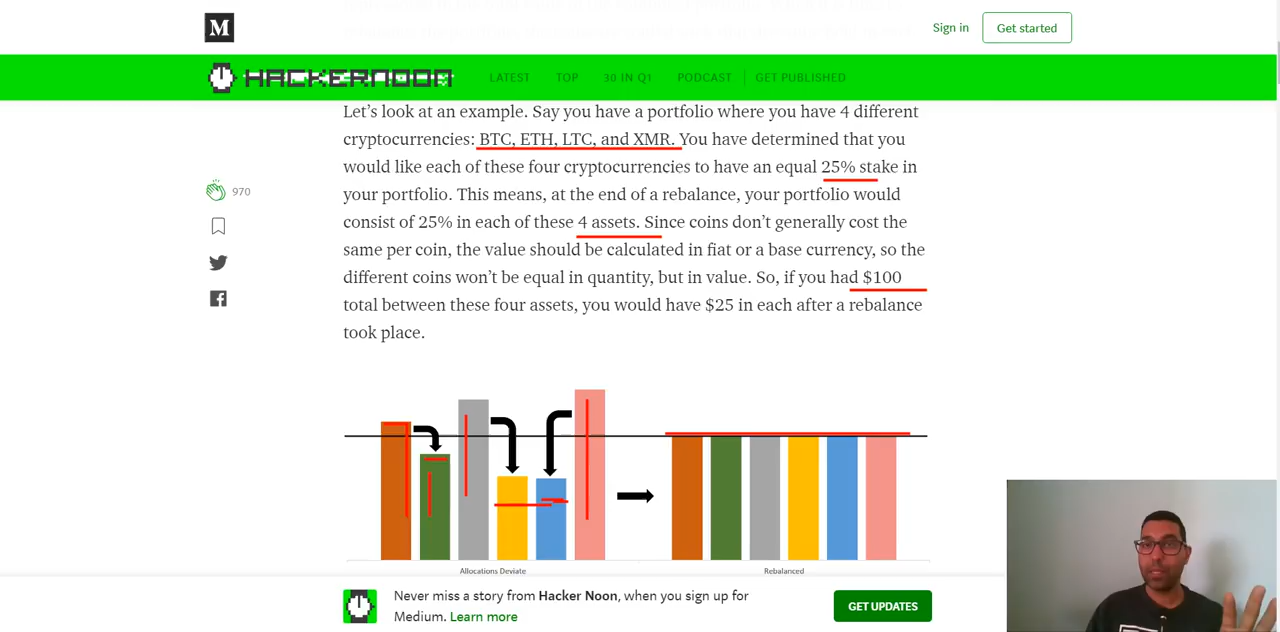 M
Sign in
Get started
HACKERNOON
LATEST TOP 30 IN Q1 PODCAST GET PUBLISHED
Let’s look at an example. Say you have a portfolio where you have 4 different
cryptocurrencies: BTC, ETH, LTC, and XMR. You have determined that you
would like each of these four cryptocurrencies to have an equal 25% stake in
your portfolio. This means, at the end of a rebalance, your portfolio would
consist of 25% in each of these 4 assets. Since coins don’t generally cost the
same per coin, the value should be calculated in fiat or a base currency, so the
different coins won’t be equal in quantity, but in value. So, if you had $100
total between these four assets, you would have $25 in each after a rebalance
took place.
970
Allocations Deviate
Rebalanced
Never miss a story from Hacker Noon, when you sign up for
Medium. Learn more
GET UPDATES